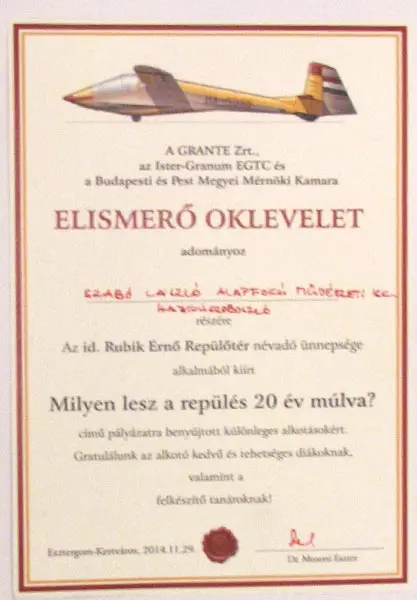 A GRANTE Zrt.,
az Ister-Granum EGTC és
a Budapesti és Pest Megyei Mérnöki Kamara
ELISMERŐ OKLEVELET
adományoz
SZABÓ LÁSZLÓ ALAPFOKÚ MŰVÉSZETI
részére
Az id. Rubik Ernő Repülőtér névadó ünnepsége
alkalmából kiírt
Milyen lesz a repülés 20 év múlva?
című pályázatra benyújtott különleges alkotásokért.
Gratulálunk az alkotó kedvű és tehetséges diákoknak,
valamint a
felkészítő tanároknak!
Esztergom-Kertváros, 2014.11.29.
Dr. Mosoni Eszter